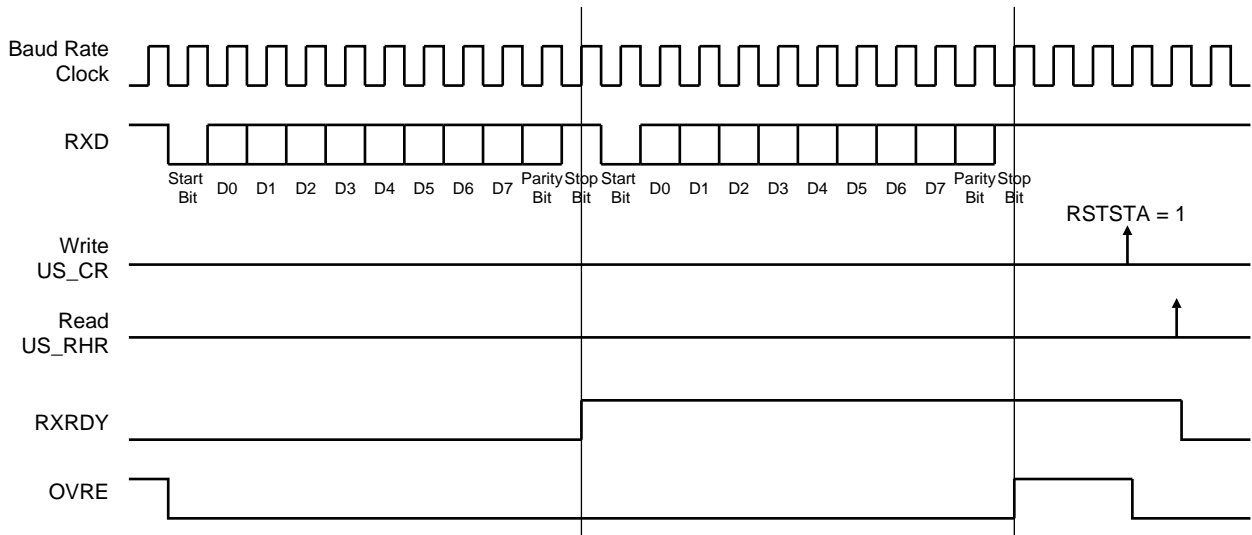 Baud Rate
Clock
RXD
Start
Bit
D0
D1
D2
D3
D4
D5
D6
D7
Parity
Bit
Stop
Bit
Start
Bit
D0
D1
D2
D3
D4
D5
D6
D7
Parity
Bit
Stop
Bit
RSTSTA = 1
Write
US_CR
Read
US_RHR
RXRDY
OVRE